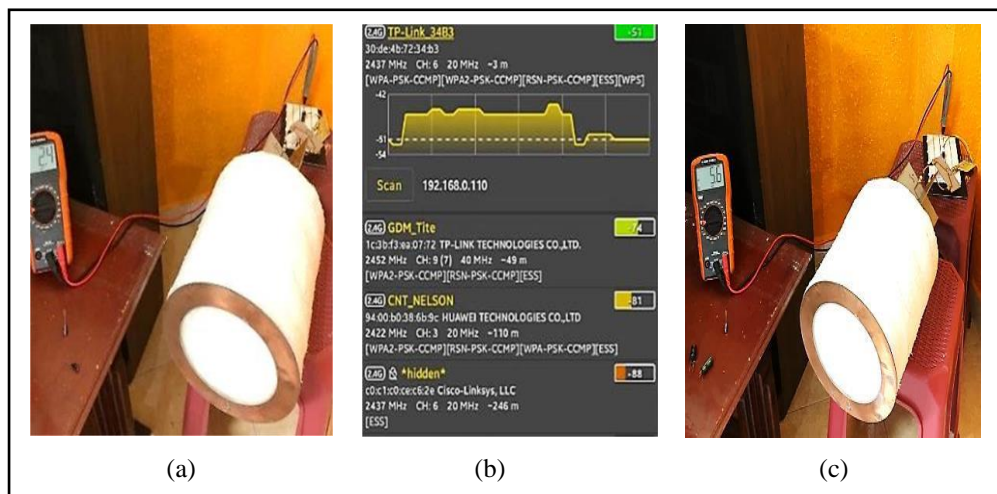 2.4
2.4G TP-Link_34B3 -51
30:de:4b:72:34:b3
2437 MHz CH: 6 20 MHz ~3 m
[WPA-PSK-CCMP][WPA2-PSK-CCMP][RSN-PSK-CCMP][ESS][WPS]
-42
-51
-54
Scan 192.168.0.110
2.4G GDM_Tite -74
1c:3b:f3:ea:07:72 TP-LINK TECHNOLOGIES CO.,LTD.
2452 MHz CH: 9 (7) 40 MHz ~49 m
[WPA2-PSK-CCMP][RSN-PSK-CCMP][ESS]
2.4G CNT_NELSON -81
94:00:b0:38:6b:9c HUAWEI TECHNOLOGIES CO.,LTD
2422 MHz CH: 3 20 MHz ~110 m
[WPA2-PSK-CCMP][RSN-PSK-CCMP][WPA-PSK-CCMP][ESS]
2.4G *hidden* -88
c0:c1:c0:ce:c6:2e Cisco-Linksys, LLC
2437 MHz CH: 6 20 MHz ~246 m
[ESS]
5.6
(a)
(b)
(c)